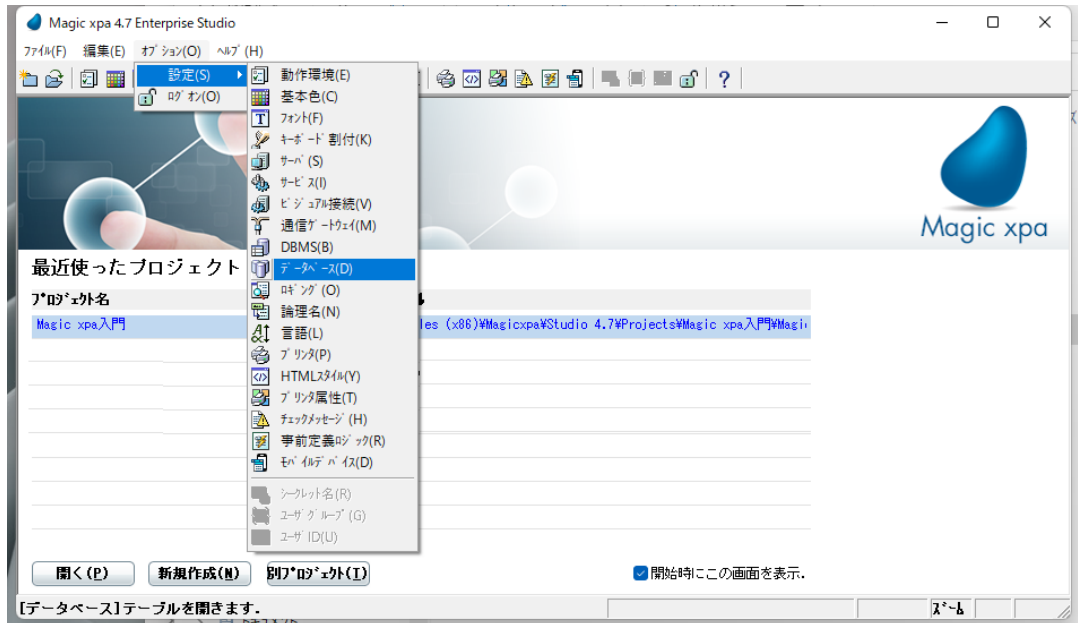 Magic xpa 4.7 Enterprise Studio
ﾌｧｲﾙ(F) 編集(E) ｵﾌﾟｼｮﾝ(O) ﾍﾙﾌﾟ(H)
設定(S)
ﾛｸﾞｵﾝ(O)
動作環境(E)
基本色(C)
ﾌｫﾝﾄ(F)
ｷｰﾎﾞｰﾄﾞ割付(K)
ｻｰﾊﾞ(S)
ｻｰﾋﾞｽ(I)
ﾋﾞｼﾞｭｱﾙ接続(V)
通信ｹﾞｰﾄｳｪｲ(M)
DBMS(B)
ﾃﾞｰﾀﾍﾞｰｽ(D)
ﾛｷﾞﾝｸﾞ(O)
論理名(N)
言語(L)
ﾌﾟﾘﾝﾀ(P)
HTMLｽﾀｲﾙ(Y)
ﾌﾟﾘﾝﾀ属性(T)
ﾁｪｯｸﾒｯｾｰｼﾞ(H)
事前定義ﾛｼﾞｯｸ(R)
ﾓﾊﾞｲﾙﾃﾞﾊﾞｲｽ(D)
ｼｰｸﾚｯﾄ名(R)
ﾕｰｻﾞｸﾞﾙｰﾌﾟ(G)
ﾕｰｻﾞID(U)
Magic xpa
最近使ったプロジェクト
ﾌﾟﾛｼﾞｪｸﾄ名
Magic xpa入門 les (x86)¥Magicxpa¥Studio 4.7¥Projects¥Magic xpa入門¥Magi
開く(P) 新規作成(N) 別ﾌﾟﾛｼﾞｪｸﾄ(I) 開始時にこの画面を表示.
[データベース]テーブルを開きます. ｽﾞｰﾑ